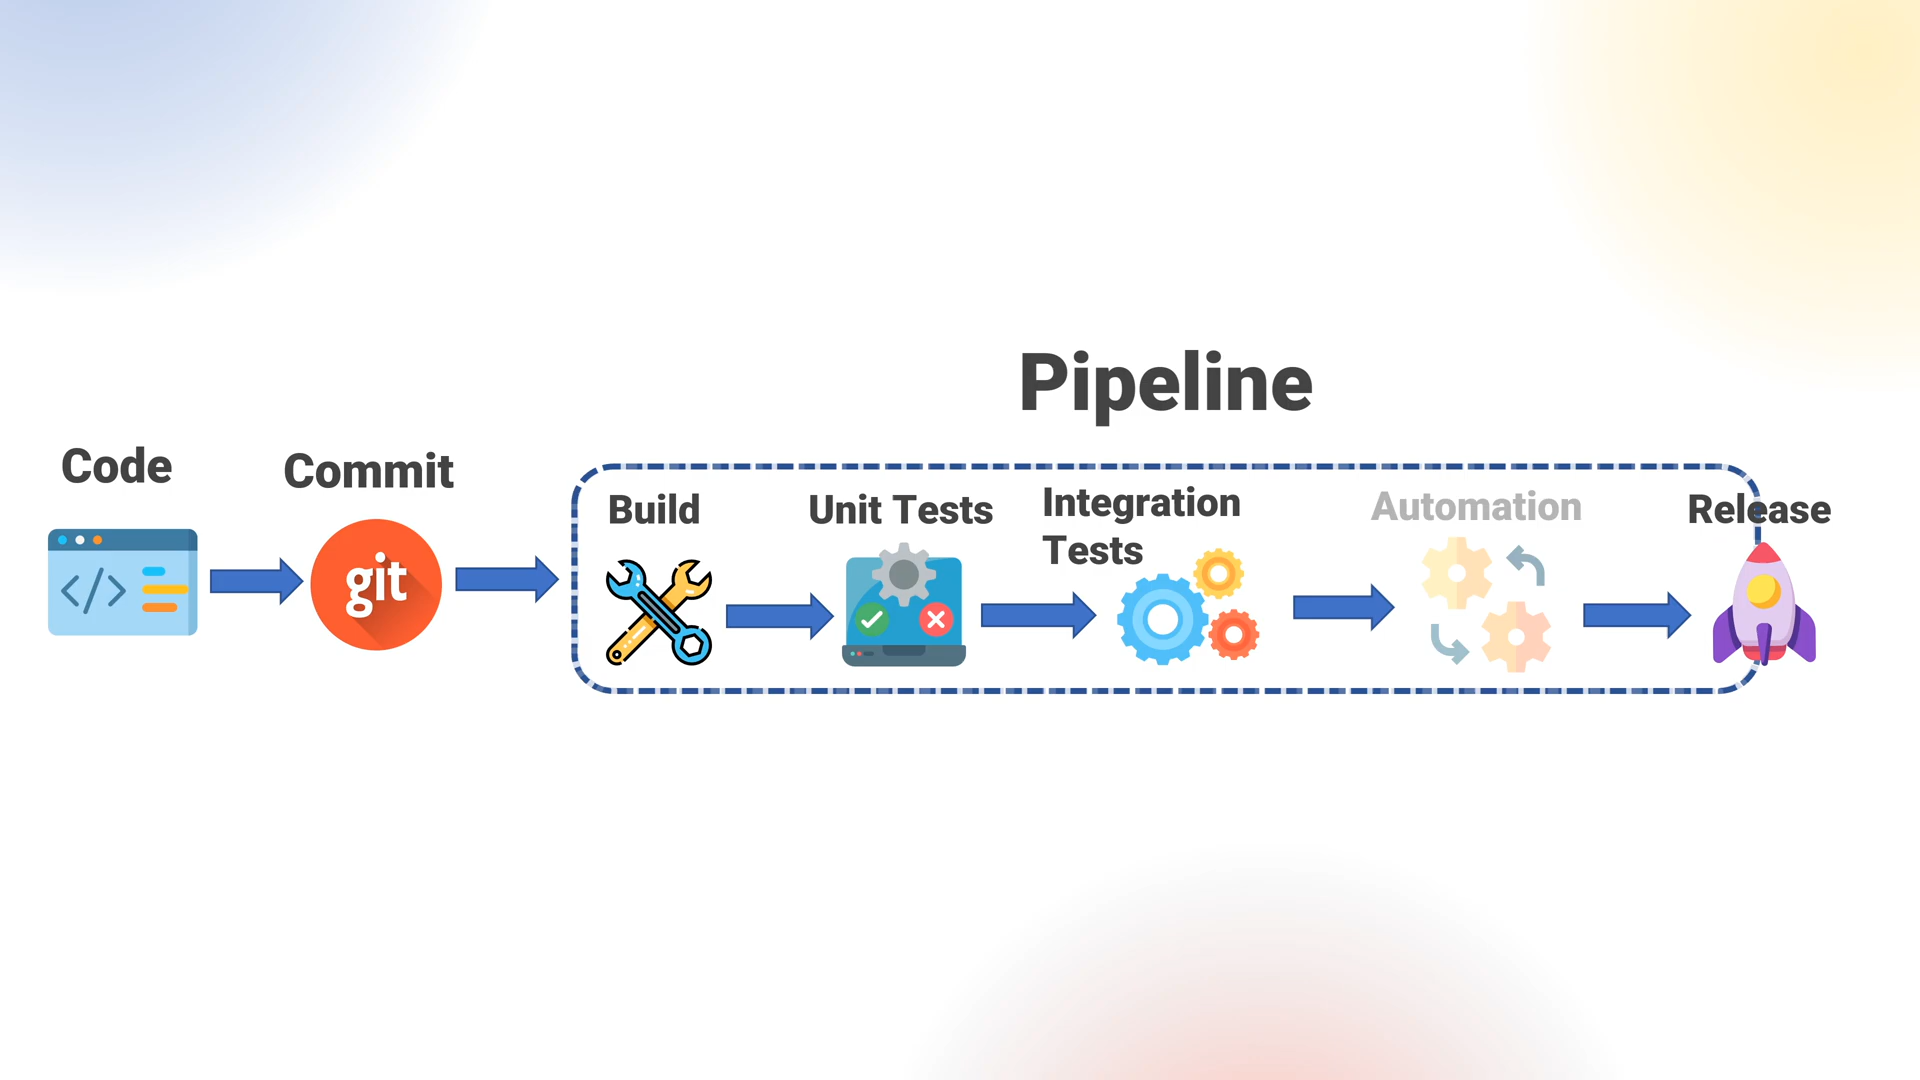 Pipeline
Code
Commit
Build
Unit Tests
Integration
Tests
Automation
Release
</>
git